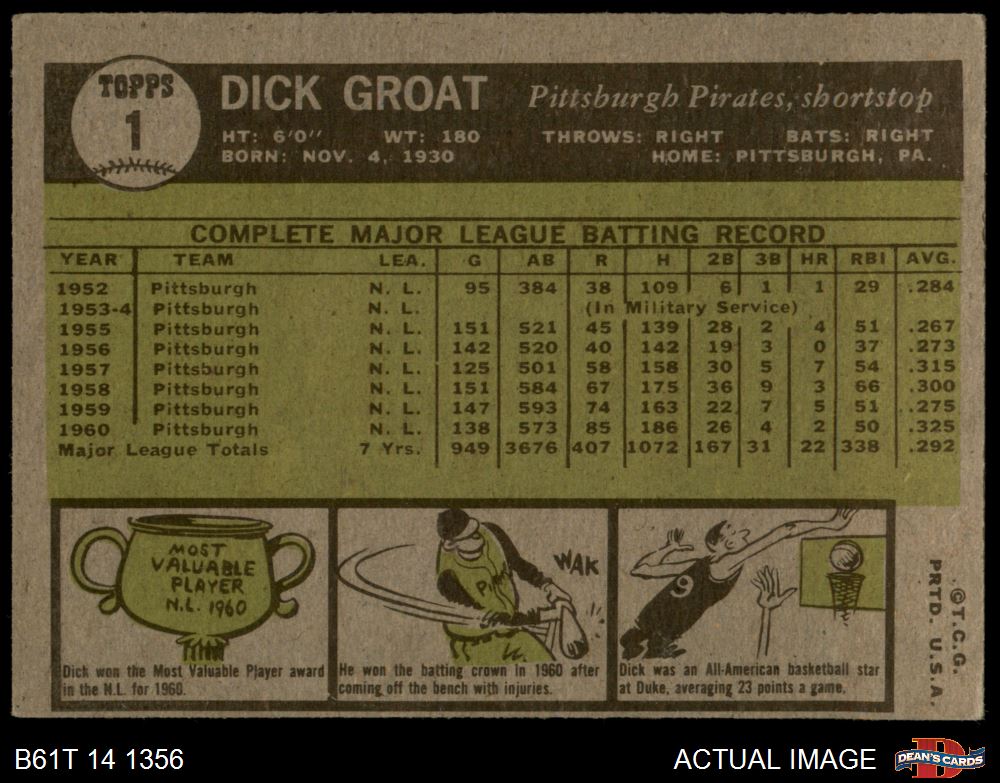 TOPPS
1
DICK GROAT Pittsburgh Pirates, shortstop
HT: 6'0" WT: 180 THROWS: RIGHT BATS: RIGHT
BORN: NOV. 4, 1930 HOME: PITTSBURGH, PA.
COMPLETE MAJOR LEAGUE BATTING RECORD
YEAR TEAM LEA. G AB R H 2B 3B HR RBI AVG.
1952 Pittsburgh N. L. 95 384 38 109 6 1 1 29 .284
1953-4 Pittsburgh N. L. (In Military Service)
1955 Pittsburgh N. L. 151 521 45 139 28 2 4 51 .267
1956 Pittsburgh N. L. 142 520 40 142 19 3 0 37 .273
1957 Pittsburgh N. L. 125 501 58 158 30 5 7 54 .315
1958 Pittsburgh N. L. 151 584 67 175 36 9 3 66 .300
1959 Pittsburgh N. L. 147 593 74 163 22 7 5 51 .275
1960 Pittsburgh N. L. 138 573 85 186 26 4 2 50 .325
Major League Totals 7 Yrs. 949 3676 407 1072 167 31 22 338 .292
MOST
VALUABLE
PLAYER
N.L. 1960
Dick won the Most Valuable Player award
in the N.L. for 1960.
WAK
He won the batting crown in 1960 after
coming off the bench with injuries.
9
Dick was an All-American basketball star
at Duke, averaging 23 points a game.
©T.C.G.
PRTD. U.S.A.
B61T 14 1356
ACTUAL IMAGE
D
DEAN'S CARDS